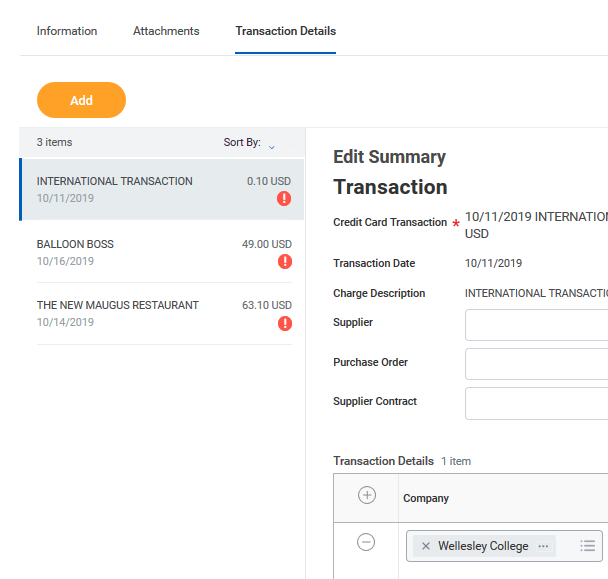 Information Attachments Transaction Details
Add
3 items Sort By:
INTERNATIONAL TRANSACTION 0.10 USD
10/11/2019
BALLOON BOSS 49.00 USD
10/16/2019
THE NEW MAUGUS RESTAURANT 63.10 USD
10/14/2019
Edit Summary
Transaction
Credit Card Transaction * 10/11/2019 INTERNATION
USD
Transaction Date 10/11/2019
Charge Description INTERNATIONAL TRANSACTIO
Supplier
Purchase Order
Supplier Contract
Transaction Details 1 item
Company
× Wellesley College ...